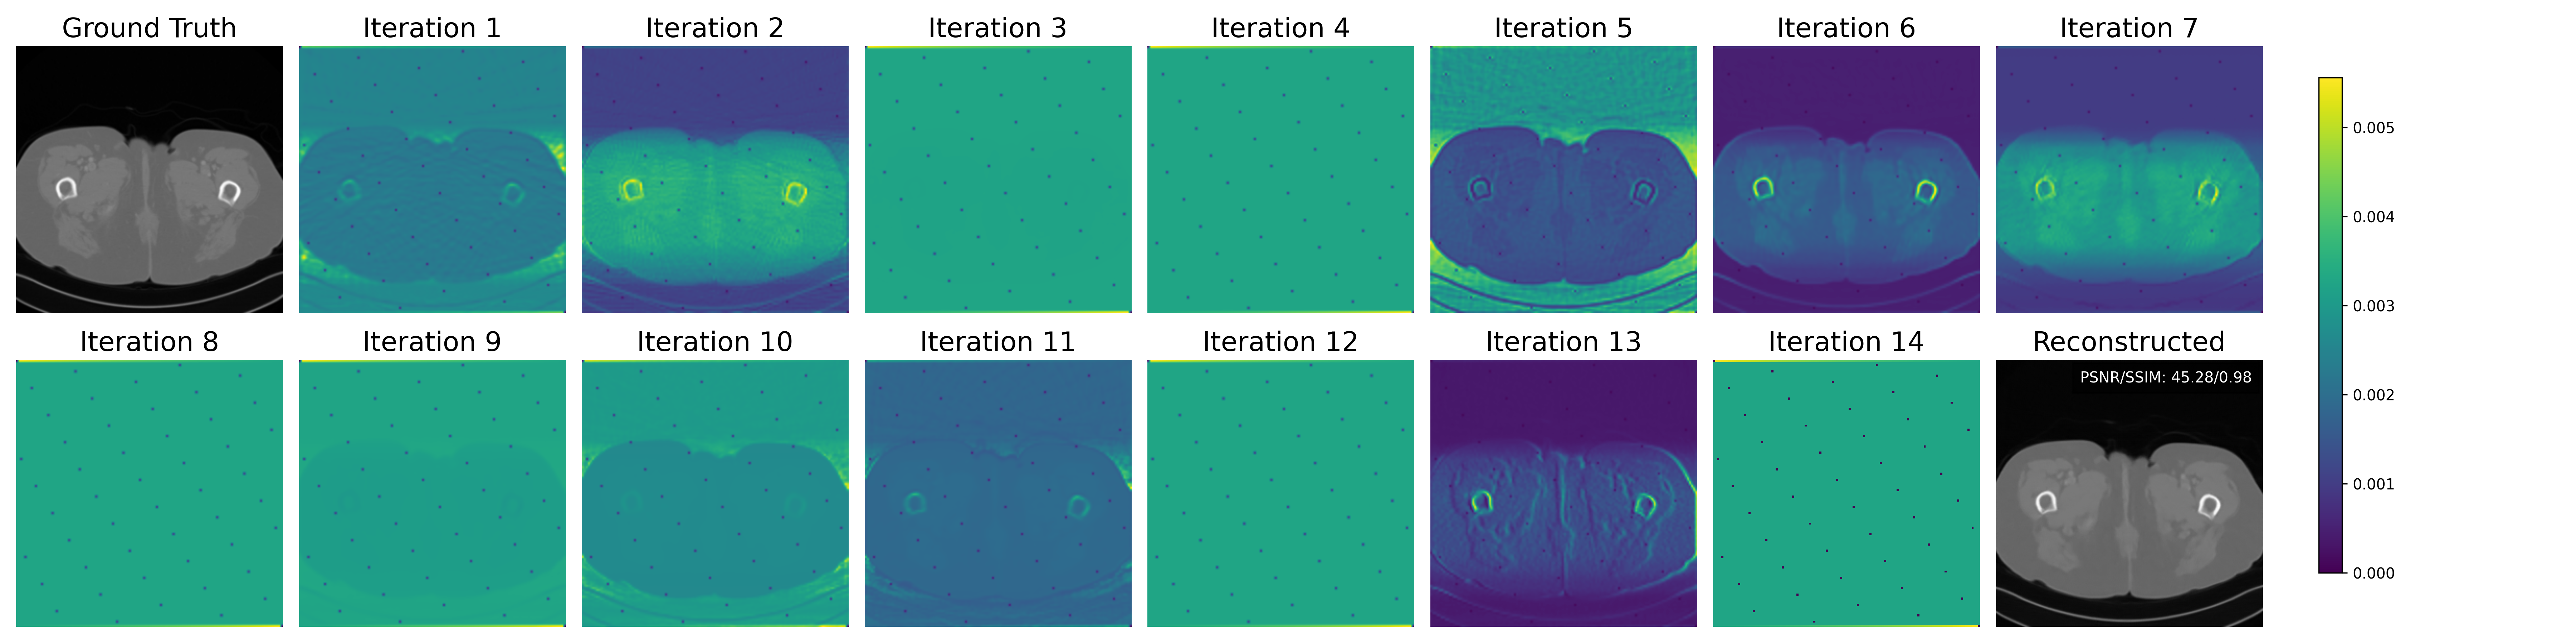 Ground Truth
Iteration 1
Iteration 2
Iteration 3
Iteration 4
Iteration 5
Iteration 6
Iteration 7
Iteration 8
Iteration 9
Iteration 10
Iteration 11
Iteration 12
Iteration 13
Iteration 14
Reconstructed
PSNR/SSIM: 45.28/0.98
0.005
0.004
0.003
0.002
0.001
0.000